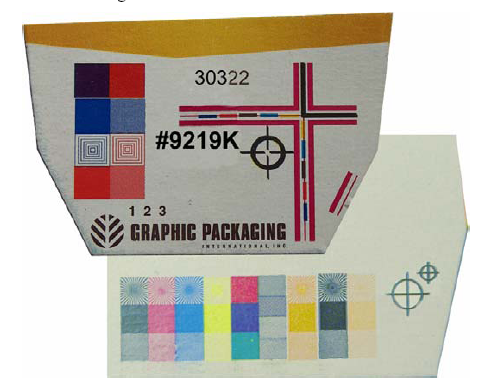 30322
#9219K
1 2 3
GRAPHIC PACKAGING
INTERNATIONAL, INC